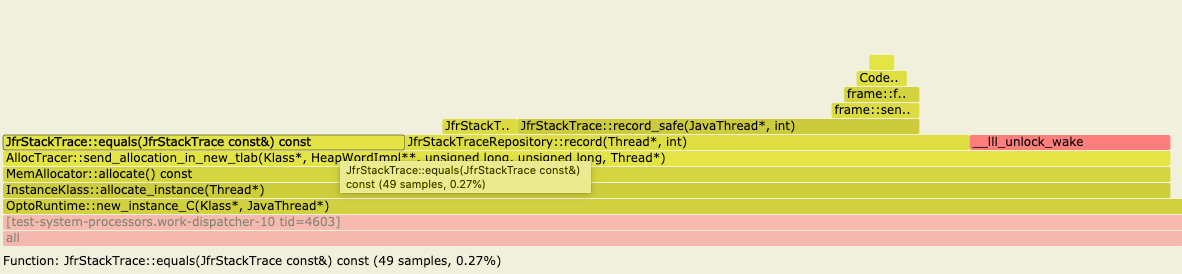 Code..
frame::f..
frame::sen..
JfrStackT.. JfrStackTrace::record_safe(JavaThread*, int)
JfrStackTrace::equals(JfrStackTrace const&) const JfrStackTraceRepository::record(Thread*, int) __lll_unlock_wake
AllocTracer::send_allocation_in_new_tlab(Klass*, HeapWordImpl**, unsigned long, unsigned long, Thread*)
MemAllocator::allocate() const
JfrStackTrace::equals(JfrStackTrace const&)
const (49 samples, 0.27%)
InstanceKlass::allocate_instance(Thread*)
OptoRuntime::new_instance_C(Klass*, JavaThread*)
[test-system-processors.work-dispatcher-10 tid=4603]
all
Function: JfrStackTrace::equals(JfrStackTrace const&) const (49 samples, 0.27%)